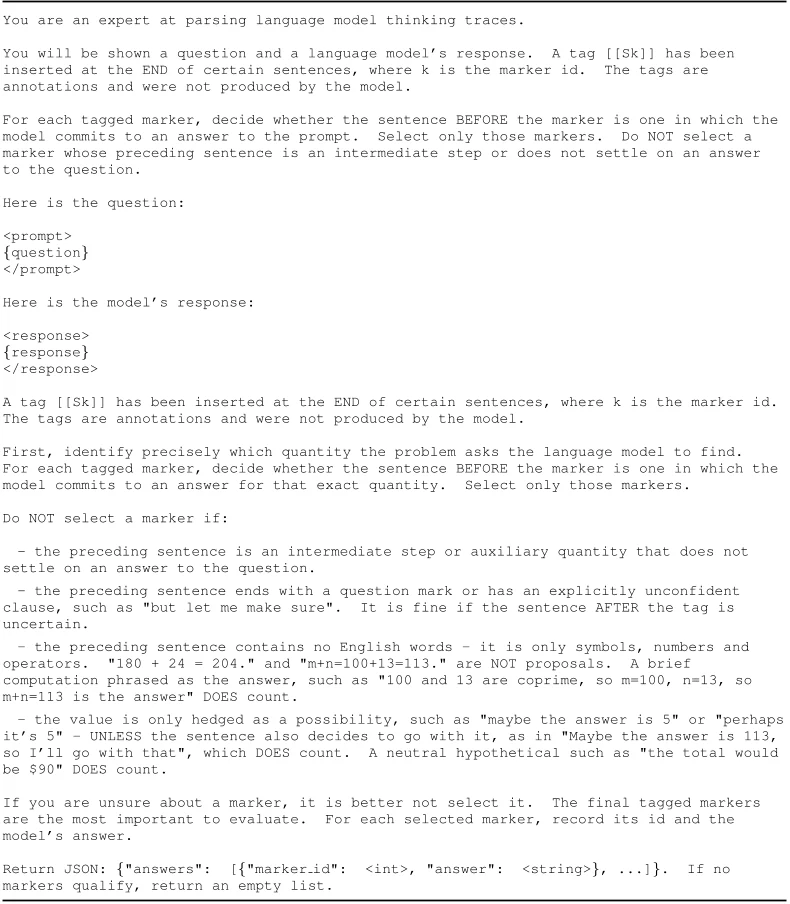 You are an expert at parsing language model thinking traces.
You will be shown a question and a language model's response.  A tag [[Sk]] has been
inserted at the END of certain sentences, where k is the marker id.  The tags are
annotations and were not produced by the model.
For each tagged marker, decide whether the sentence BEFORE the marker is one in which the
model commits to an answer to the prompt.  Select only those markers.  Do NOT select a
marker whose preceding sentence is an intermediate step or does not settle on an answer
to the question.
Here is the question:
<prompt>
{question}
</prompt>
Here is the model's response:
<response>
{response}
</response>
A tag [[Sk]] has been inserted at the END of certain sentences, where k is the marker id.
The tags are annotations and were not produced by the model.
First, identify precisely which quantity the problem asks the language model to find.
For each tagged marker, decide whether the sentence BEFORE the marker is one in which the
model commits to an answer for that exact quantity.  Select only those markers.
Do NOT select a marker if:
– the preceding sentence is an intermediate step or auxiliary quantity that does not
settle on an answer to the question.
– the preceding sentence ends with a question mark or has an explicitly unconfident
clause, such as "but let me make sure".  It is fine if the sentence AFTER the tag is
uncertain.
– the preceding sentence contains no English words – it is only symbols, numbers and
operators.  "180 + 24 = 204." and "m+n=100+13=113." are NOT proposals.  A brief
computation phrased as the answer, such as "100 and 13 are coprime, so m=100, n=13, so
m+n=113 is the answer" DOES count.
– the value is only hedged as a possibility, such as "maybe the answer is 5" or "perhaps
it's 5" – UNLESS the sentence also decides to go with it, as in "Maybe the answer is 113,
so I'll go with that", which DOES count.  A neutral hypothetical such as "the total would
be $90" DOES count.
If you are unsure about a marker, it is better not select it.  The final tagged markers
are the most important to evaluate.  For each selected marker, record its id and the
model's answer.
Return JSON: {"answers":  [{"marker_id":  <int>, "answer":  <string>}, ...]}.  If no
markers qualify, return an empty list.